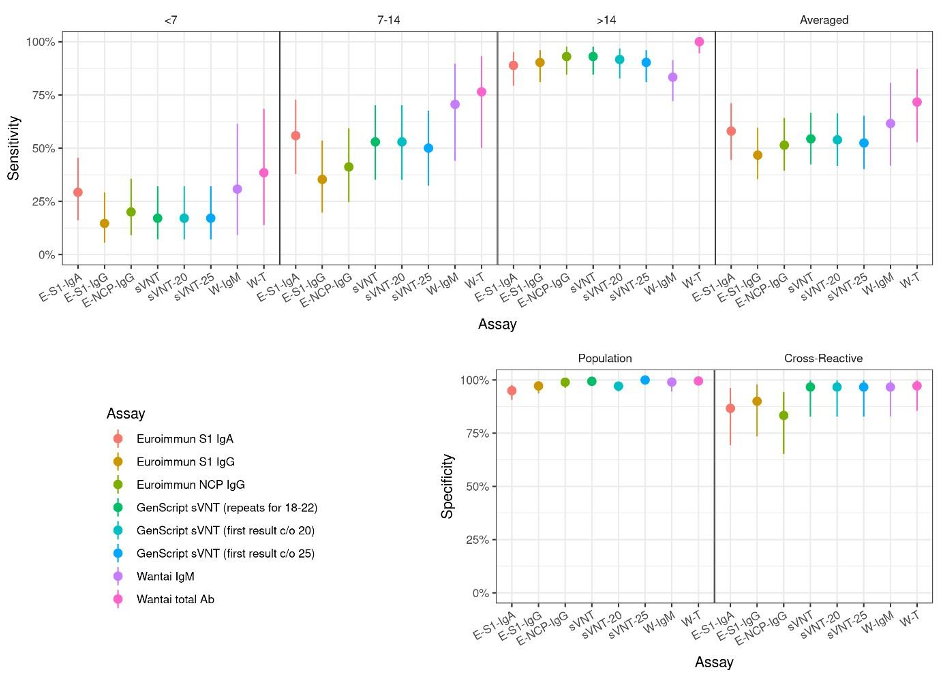 <7 7-14 >14 Averaged
100%
75%
50%
25%
0%
Sensitivity
E-S1-IgA E-S1-IgG E-NCP-IgG sVNT sVNT-20 sVNT-25 W-IgM W-T E-S1-IgA E-S1-IgG E-NCP-IgG sVNT sVNT-20 sVNT-25 W-IgM W-T E-S1-IgA E-S1-IgG E-NCP-IgG sVNT sVNT-20 sVNT-25 W-IgM W-T E-S1-IgA E-S1-IgG E-NCP-IgG sVNT sVNT-20 sVNT-25 W-IgM W-T
Assay
Assay
Euroimmun S1 IgA
Euroimmun S1 IgG
Euroimmun NCP IgG
GenScript sVNT (repeats for 18-22)
GenScript sVNT (first result c/o 20)
GenScript sVNT (first result c/o 25)
Wantai IgM
Wantai total Ab
Population Cross-Reactive
100%
75%
50%
25%
0%
Specificity
E-S1-IgA E-S1-IgG E-NCP-IgG sVNT sVNT-20 sVNT-25 W-IgM W-T E-S1-IgA E-S1-IgG E-NCP-IgG sVNT sVNT-20 sVNT-25 W-IgM W-T
Assay